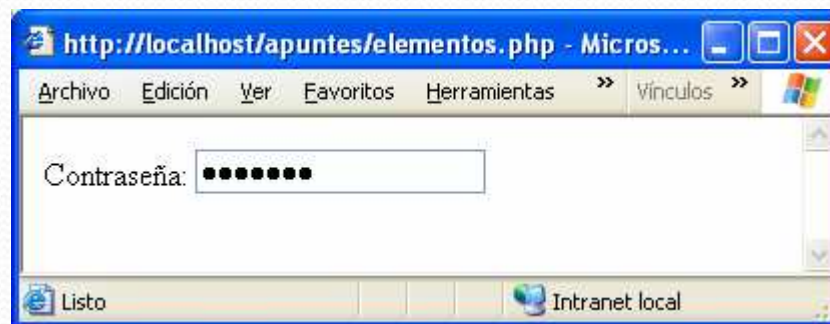 http://localhost/apuntes/elementos.php - Micros...
Archivo Edición Ver Favoritos Herramientas » Vínculos »
Contraseña: •••••••
Listo Intranet local